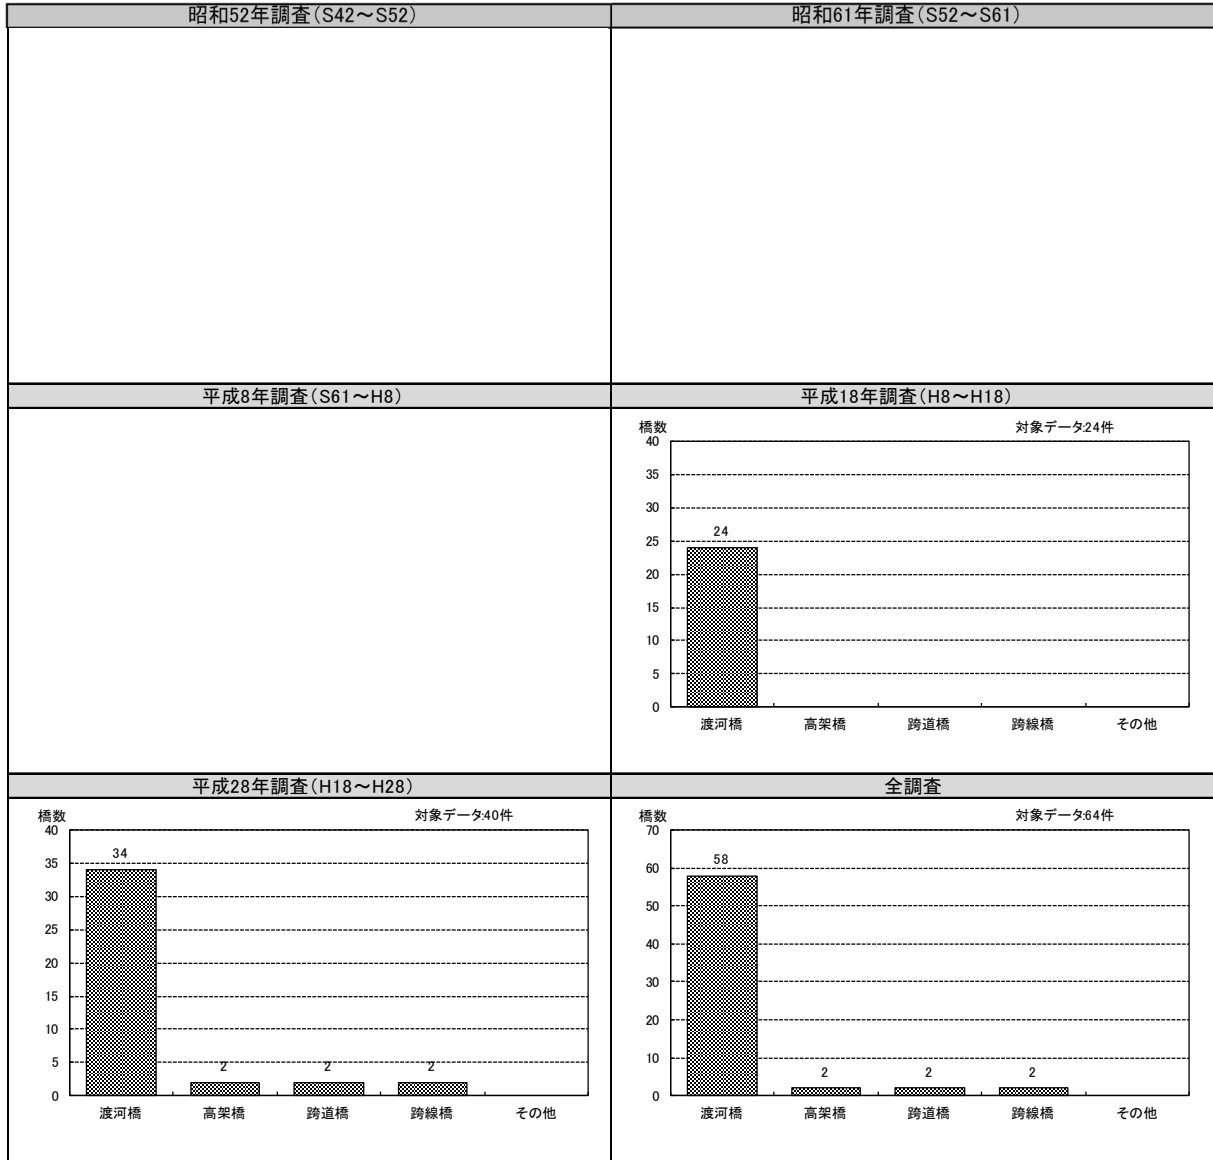 昭和52年調査(S42～S52)
昭和61年調査(S52～S61)
平成8年調査(S61～H8)
平成18年調査(H8～H18)
橋数
対象データ:24件
40
35
30
25
20
15
10
5
0
24
渡河橋 高架橋 跨道橋 跨線橋 その他
平成28年調査(H18～H28)
橋数
対象データ:40件
40
35
30
25
20
15
10
5
0
34
2
2
2
渡河橋 高架橋 跨道橋 跨線橋 その他
全調査
橋数
対象データ:64件
70
60
50
40
30
20
10
0
58
2
2
2
渡河橋 高架橋 跨道橋 跨線橋 その他